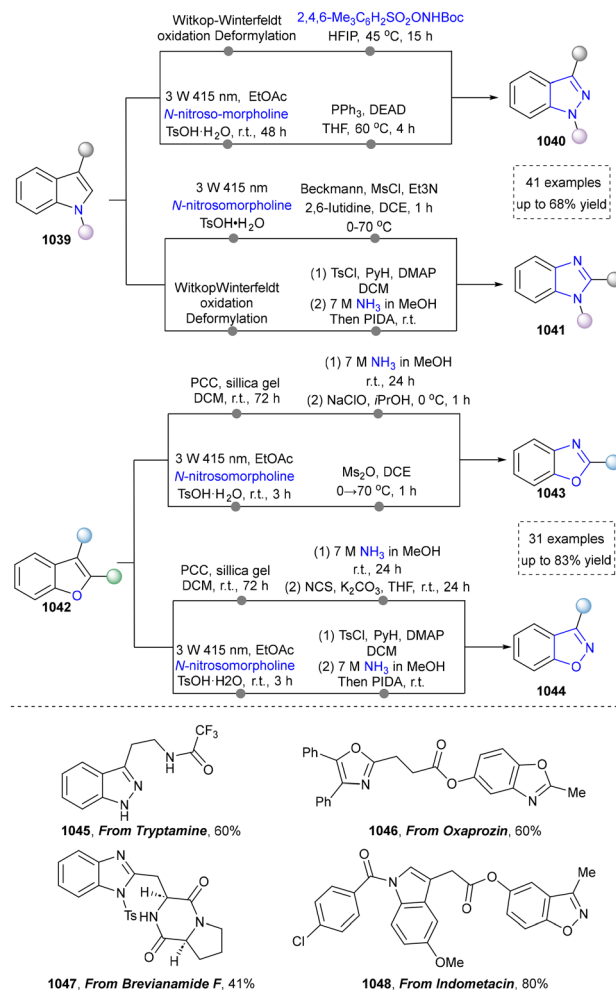 Witkop-Winterfeldt
oxidation Deformylation
2,4,6-Me3C6H2SO2ONHBoc
HFIP, 45 °C, 15 h
3 W 415 nm, EtOAc
N-nitroso-morpholine
TsOH·H2O, r.t., 48 h
PPh3, DEAD
THF, 60 °C, 4 h
N
N
1040
N
1039
3 W 415 nm
N-nitrosomorpholine
TsOH•H2O
Beckmann, MsCl, Et3N
2,6-lutidine, DCE, 1 h
0-70 °C
41 examples
up to 68% yield
WitkopWinterfeldt
oxidation
Deformylation
(1) TsCl, PyH, DMAP
DCM
(2) 7 M NH3 in MeOH
Then PIDA, r.t.
N
N
1041
PCC, sillica gel
DCM, r.t., 72 h
(1) 7 M NH3 in MeOH
r.t., 24 h
(2) NaClO, iPrOH, 0 °C, 1 h
3 W 415 nm, EtOAc
N-nitrosomorpholine
TsOH·H2O, r.t., 3 h
Ms2O, DCE
0→70 °C, 1 h
N
O
1043
O
1042
PCC, sillica gel
DCM, r.t., 72 h
(1) 7 M NH3 in MeOH
r.t., 24 h
(2) NCS, K2CO3, THF, r.t., 24 h
31 examples
up to 83% yield
3 W 415 nm, EtOAc
N-nitrosomorpholine
TsOH·H2O, r.t., 3 h
(1) TsCl, PyH, DMAP
DCM
(2) 7 M NH3 in MeOH
Then PIDA, r.t.
N
O
1044
CF3
N
H
O
N
N
H
1045, From Tryptamine, 60%
Ph
O
Ph
N
O
O
O
N
Me
1046, From Oxaprozin, 60%
N
N
Ts
H
O
HN
N
O
H
1047, From Brevianamide F, 41%
O
N
Cl
OMe
O
O
Me
N
O
1048, From Indometacin, 80%